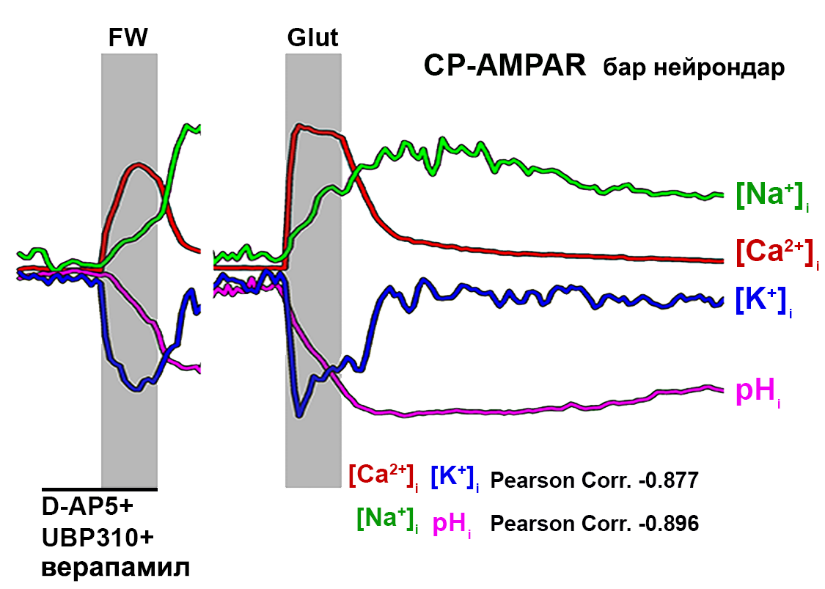 FW
Glut
CP-AMPAR бар нейрондар
[Na⁺]i
[Ca²⁺]i
[K⁺]i
pHi
[Ca²⁺]i [K⁺]i Pearson Corr. -0.877
[Na⁺]i pHi Pearson Corr. -0.896
D-AP5+
UBP310+
верапамил